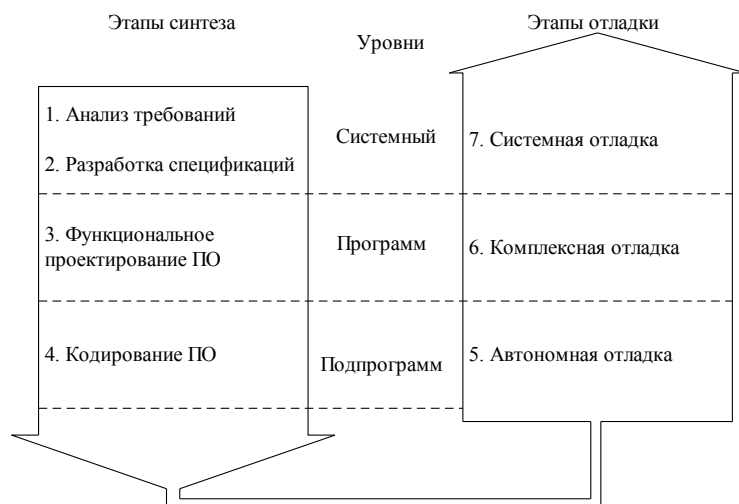 Этапы синтеза
Уровни
Этапы отладки
1. Анализ требований
2. Разработка спецификаций
Системный
7. Системная отладка
3. Функциональное
проектирование ПО
Программ
6. Комплексная отладка
4. Кодирование ПО
Подпрограмм
5. Автономная отладка